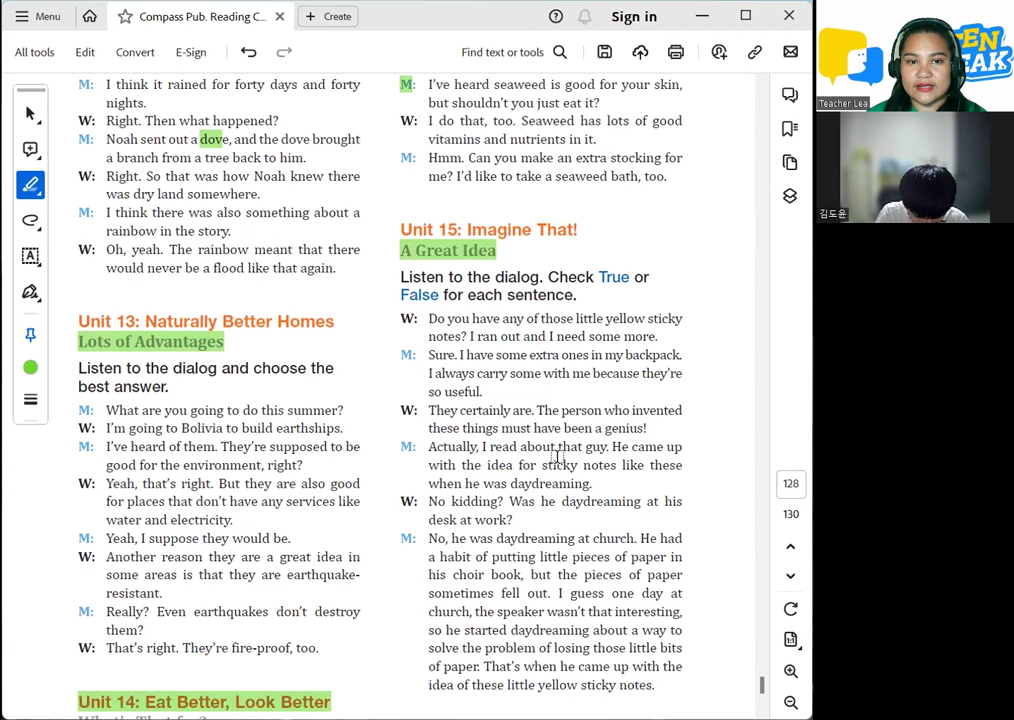 Menu
Compass Pub. Reading C...
Create
Sign in
All tools
Edit
Convert
E-Sign
Find text or tools
M: I think it rained for forty days and forty
nights.
W: Right. Then what happened?
M: Noah sent out a dove, and the dove brought
a branch from a tree back to him.
W: Right. So that was how Noah knew there
was dry land somewhere.
M: I think there was also something about a
rainbow in the story.
W: Oh, yeah. The rainbow meant that there
would never be a flood like that again.
Unit 13: Naturally Better Homes
Lots of Advantages
Listen to the dialog and choose the
best answer.
M: What are you going to do this summer?
W: I'm going to Bolivia to build earthships.
M: I've heard of them. They're supposed to be
good for the environment, right?
W: Yeah, that's right. But they are also good
for places that don't have any services like
water and electricity.
M: Yeah, I suppose they would be.
W: Another reason they are a great idea in
some areas is that they are earthquake-
resistant.
M: Really? Even earthquakes don't destroy
them?
W: That's right. They're fire-proof, too.
Unit 14: Eat Better, Look Better
What's That for?
M: I've heard seaweed is good for your skin,
but shouldn't you just eat it?
W: I do that, too. Seaweed has lots of good
vitamins and nutrients in it.
M: Hmm. Can you make an extra stocking for
me? I'd like to take a seaweed bath, too.
Unit 15: Imagine That!
A Great Idea
Listen to the dialog. Check True or
False for each sentence.
W: Do you have any of those little yellow sticky
notes? I ran out and I need some more.
M: Sure. I have some extra ones in my backpack.
I always carry some with me because they're
so useful.
W: They certainly are. The person who invented
these things must have been a genius!
M: Actually, I read about that guy. He came up
with the idea for sticky notes like these
when he was daydreaming.
W: No kidding? Was he daydreaming at his
desk at work?
M: No, he was daydreaming at church. He had
a habit of putting little pieces of paper in
his choir book, but the pieces of paper
sometimes fell out. I guess one day at
church, the speaker wasn't that interesting,
so he started daydreaming about a way to
solve the problem of losing those little bits
of paper. That's when he came up with the
idea of these little yellow sticky notes.
128
130
Teacher Lea
김도윤